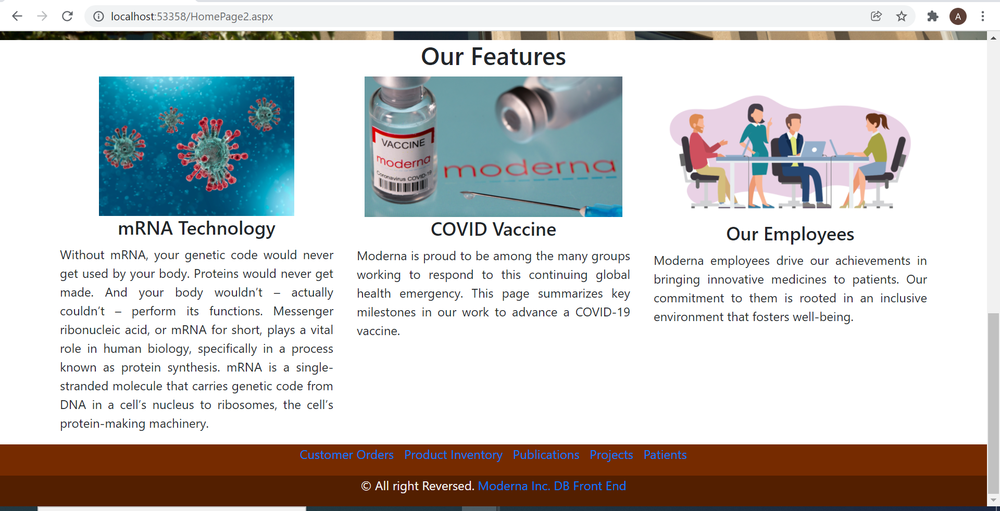 localhost:53358/HomePage2.aspx
A
Our Features
VACCINE
moderna
Coronavirus COVID-19
moderna
mRNA Technology
Without mRNA, your genetic code would never
get used by your body. Proteins would never get
made. And your body wouldn’t – actually
couldn’t – perform its functions. Messenger
ribonucleic acid, or mRNA for short, plays a vital
role in human biology, specifically in a process
known as protein synthesis. mRNA is a single-
stranded molecule that carries genetic code from
DNA in a cell’s nucleus to ribosomes, the cell’s
protein-making machinery.
COVID Vaccine
Moderna is proud to be among the many groups
working to respond to this continuing global
health emergency. This page summarizes key
milestones in our work to advance a COVID-19
vaccine.
Our Employees
Moderna employees drive our achievements in
bringing innovative medicines to patients. Our
commitment to them is rooted in an inclusive
environment that fosters well-being.
Customer Orders Product Inventory Publications Projects Patients
© All right Reversed. Moderna Inc. DB Front End